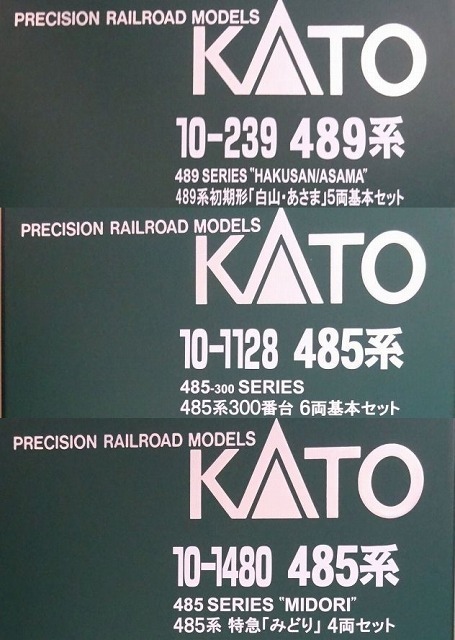 PRECISION RAILROAD MODELS
KATO
10-239 489系
489 SERIES "HAKUSAN/ASAMA"
489系初期形「白山・あさま」5両基本セット
PRECISION RAILROAD MODELS
KATO
10-1128 485系
485-300 SERIES
485系300番台 6両基本セット
PRECISION RAILROAD MODELS
KATO
10-1480 485系
485 SERIES "MIDORI"
485系 特急「みどり」 4両セット